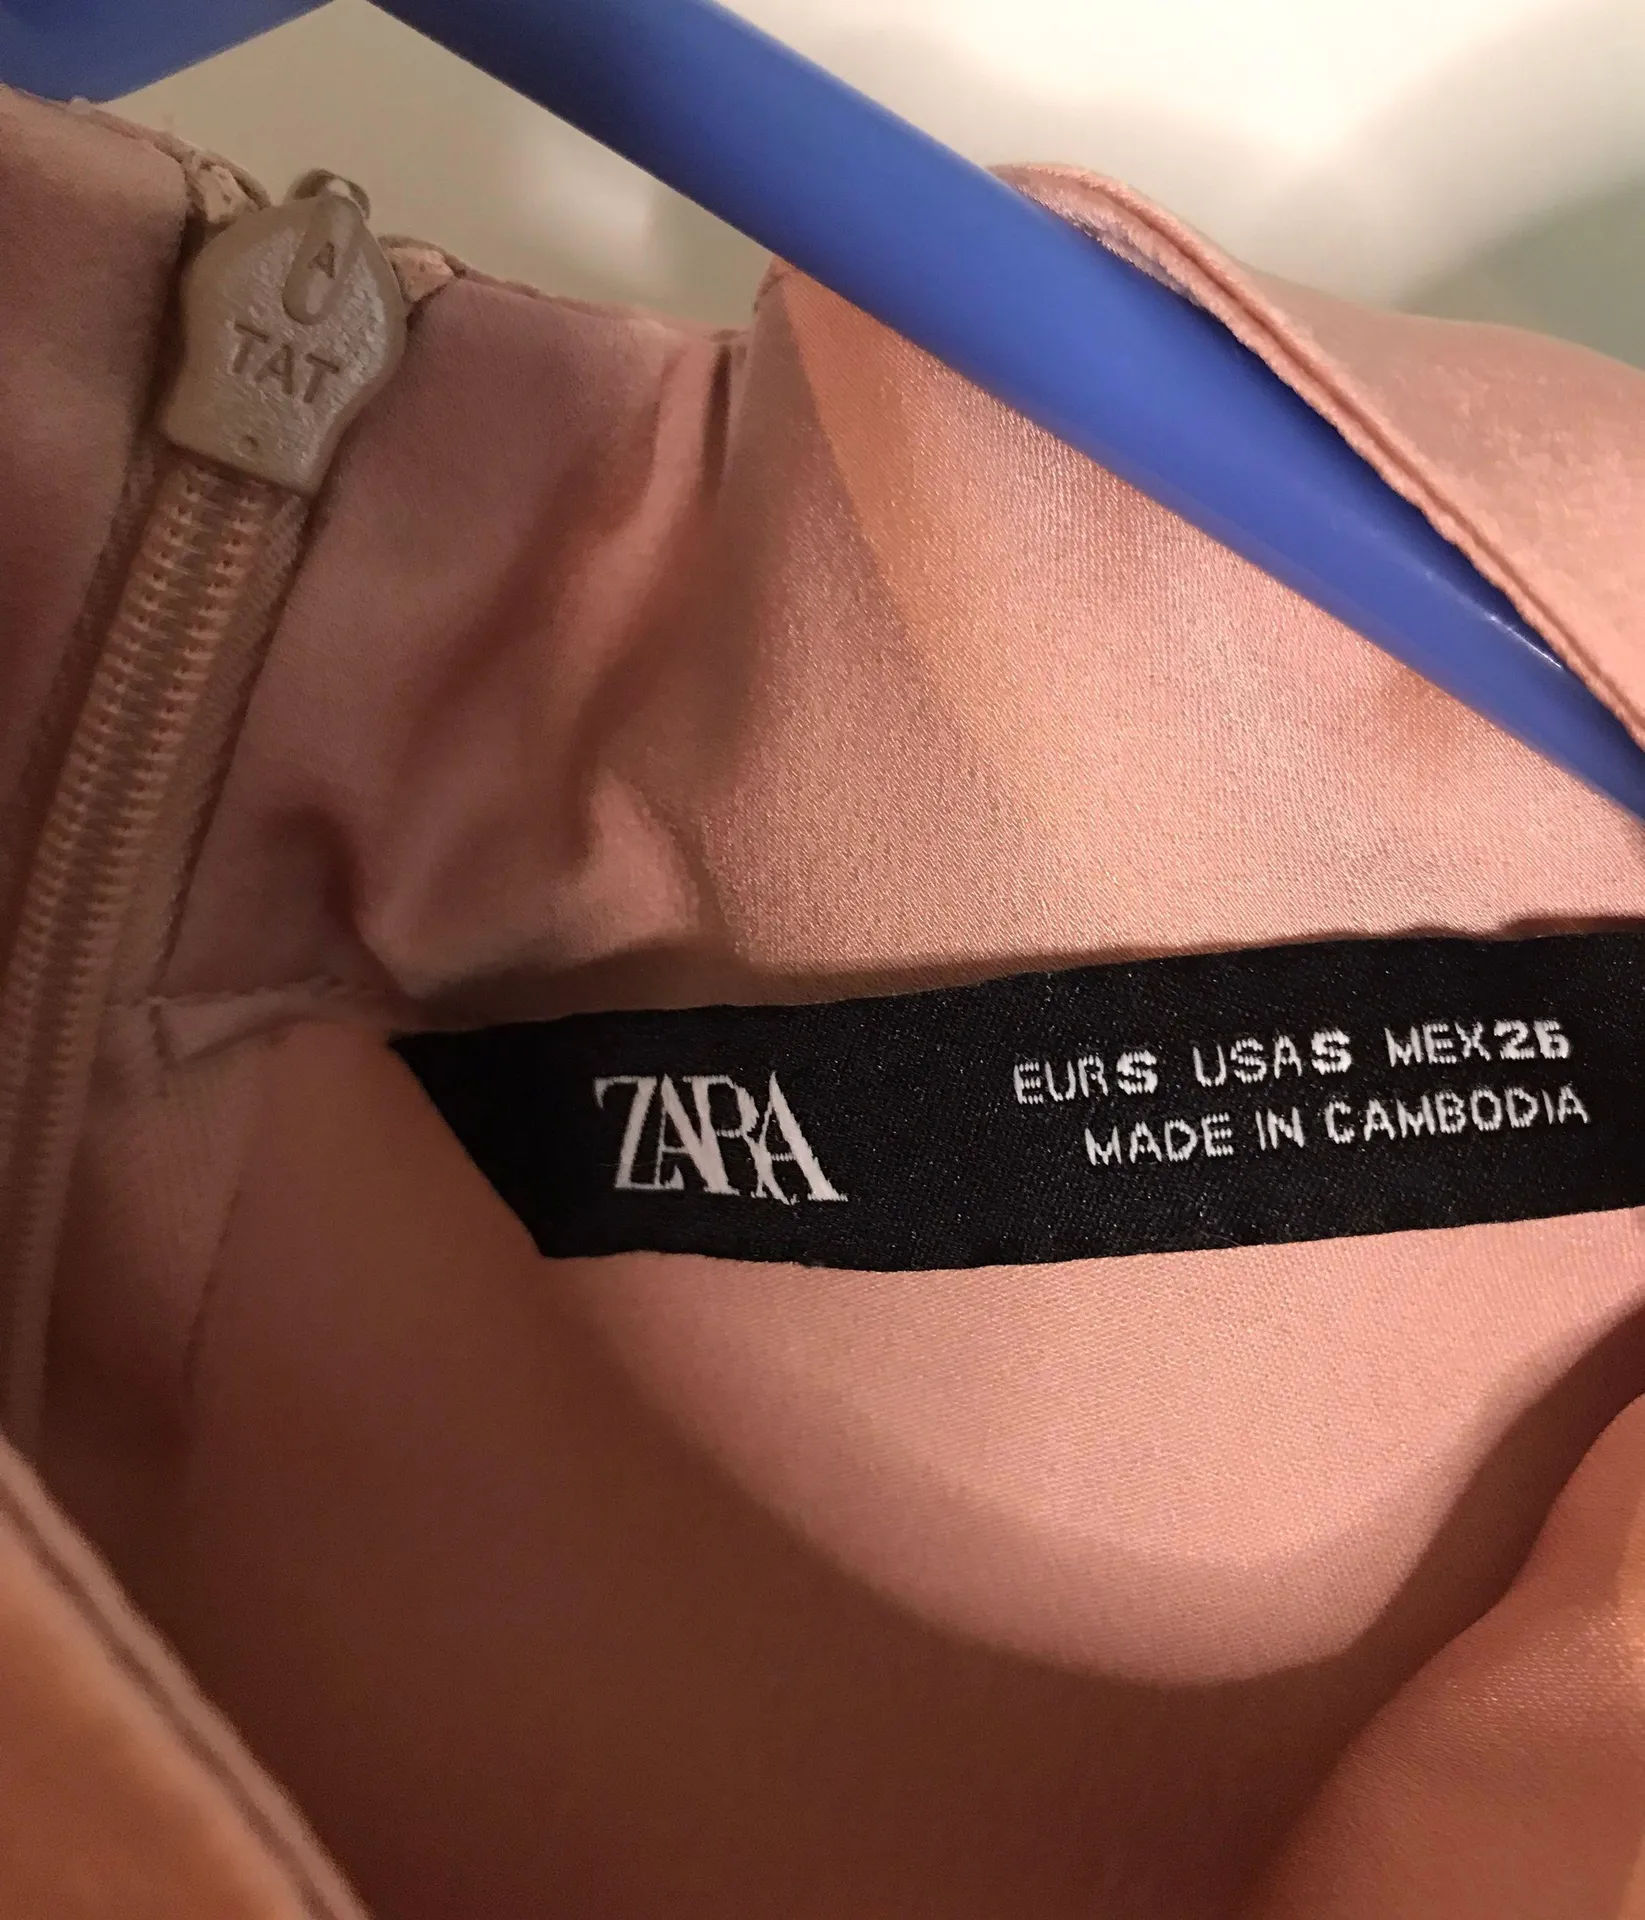 A
TAT
ZARA
EUR S USA S MEX 26
MADE IN CAMBODIA